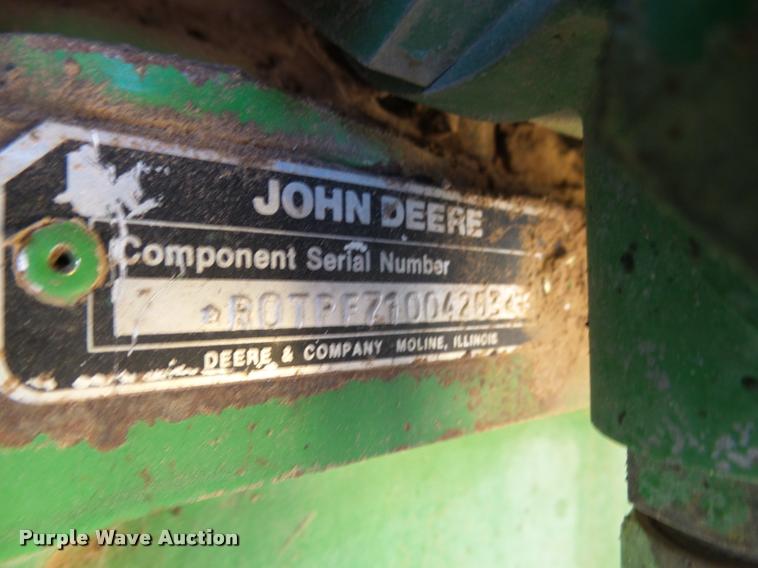 JOHN DEERE
Component Serial Number
DEERE & COMPANY MOLINE, ILLINOIS
Purple Wave Auction